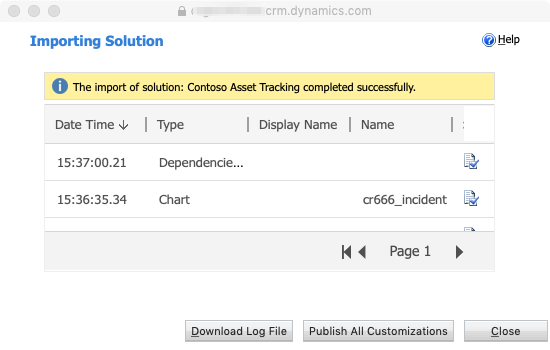 crm.dynamics.com
Importing Solution
Help
The import of solution: Contoso Asset Tracking completed successfully.
Date Time Type Display Name Name
15:37:00.21 Dependencie...
15:36:35.34 Chart cr666_incident
Page 1
Download Log File Publish All Customizations Close